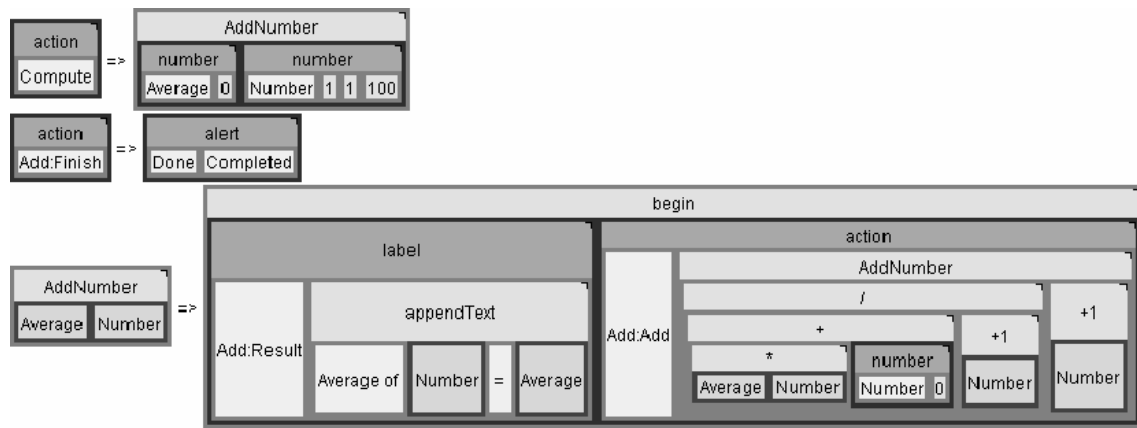 action => AddNumber
Compute number number
Average 0 Number 1 1 100
action => alert
Add:Finish Done Completed
begin
label action
AddNumber
AddNumber => appendText / +1
Average Number Add:Result Add:Add + +1
* number
Average of Number = Average Average Number Number 0 Number Number